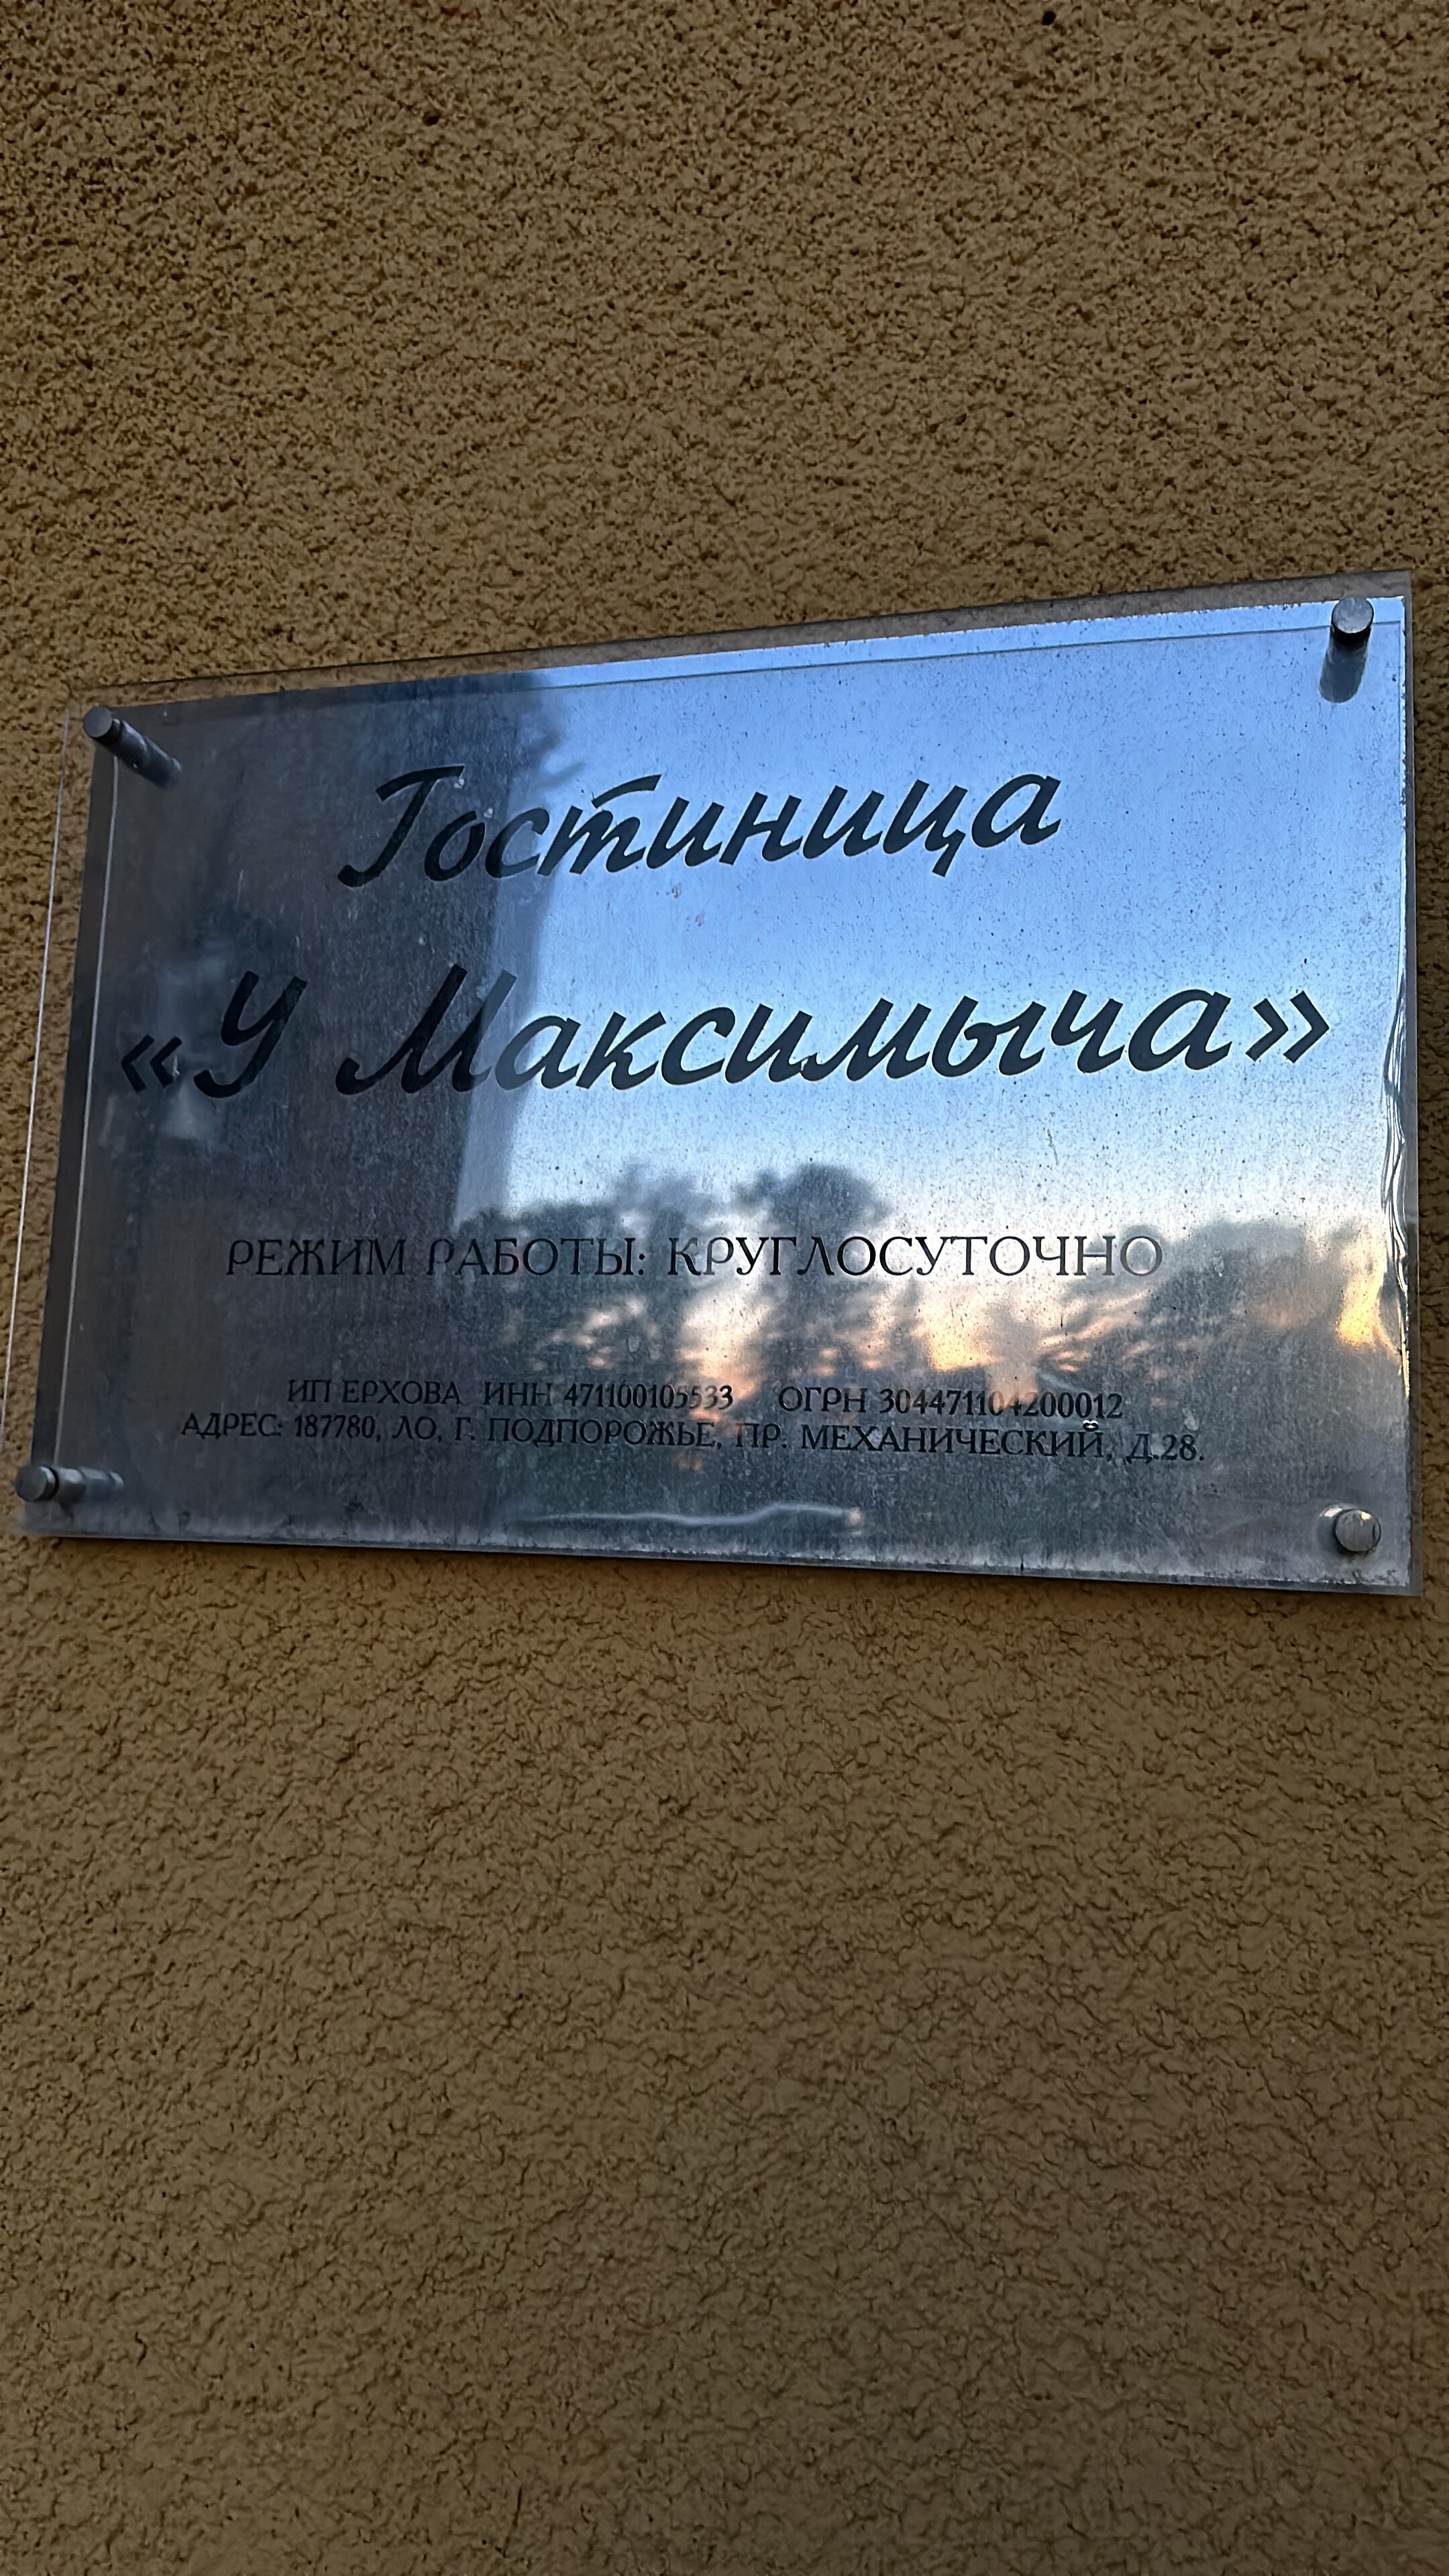 Гостиница
«У Максимыча»
РЕЖИМ РАБОТЫ: КРУГЛОСУТОЧНО
ИП ЕРХОВА ИНН 471100105533 ОГРН 304471104200012
АДРЕС: 187780, ЛО, Г. ПОДПОРОЖЬЕ, ПР. МЕХАНИЧЕСКИЙ, Д.28.